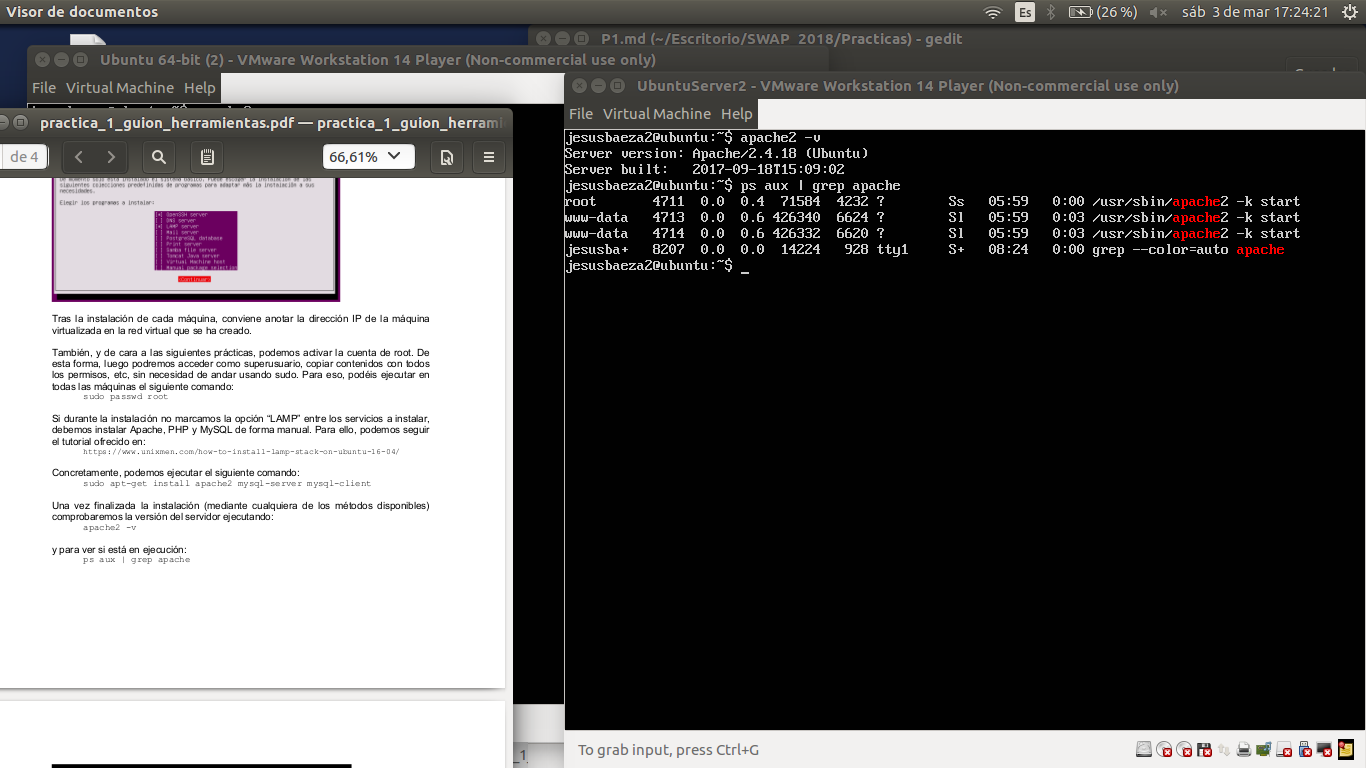 Visor de documentos
Es
(26 %)
sáb 3 de mar 17:24:21
P1.md (~/Escritorio/SWAP_2018/Practicas) - gedit
Ubuntu 64-bit (2) - VMware Workstation 14 Player (Non-commercial use only)
File Virtual Machine Help
practica_1_guion_herramientas.pdf — practica_1_guion_herrami
de 4
66,61%
siguientes colecciones predefinidas de programas para adaptar más la instalación a sus
necesidades.
Elegir los programas a instalar:
[*] OpenSSH server
[ ] DNS server
[*] LAMP server
[ ] Mail server
[ ] PostgreSQL database
[ ] Print server
[ ] Samba file server
[ ] Tomcat Java server
[ ] Virtual Machine host
[ ] Manual package selection
<Continuar>
Tras la instalación de cada máquina, conviene anotar la dirección IP de la máquina
virtualizada en la red virtual que se ha creado.
También, y de cara a las siguientes prácticas, podemos activar la cuenta de root. De
esta forma, luego podremos acceder como superusuario, copiar contenidos con todos
los permisos, etc, sin necesidad de andar usando sudo. Para eso, podéis ejecutar en
todas las máquinas el siguiente comando:
sudo passwd root
Si durante la instalación no marcamos la opción “LAMP” entre los servicios a instalar,
debemos instalar Apache, PHP y MySQL de forma manual. Para ello, podemos seguir
el tutorial ofrecido en:
https://www.unixmen.com/how-to-install-lamp-stack-on-ubuntu-16-04/
Concretamente, podemos ejecutar el siguiente comando:
sudo apt-get install apache2 mysql-server mysql-client
Una vez finalizada la instalación (mediante cualquiera de los métodos disponibles)
comprobaremos la versión del servidor ejecutando:
apache2 -v
y para ver si está en ejecución:
ps aux | grep apache
_1
UbuntuServer2 - VMware Workstation 14 Player (Non-commercial use only)
File Virtual Machine Help
jesusbaeza2@ubuntu:~$ apache2 -v
Server version: Apache/2.4.18 (Ubuntu)
Server built:   2017-09-18T15:09:02
jesusbaeza2@ubuntu:~$ ps aux | grep apache
root       4711  0.0  0.4  71584  4232 ?        Ss   05:59   0:00 /usr/sbin/apache2 -k start
www-data   4713  0.0  0.6 426340  6624 ?        Sl   05:59   0:03 /usr/sbin/apache2 -k start
www-data   4714  0.0  0.6 426332  6620 ?        Sl   05:59   0:03 /usr/sbin/apache2 -k start
jesusba+   8207  0.0  0.0  14224   928 tty1     S+   08:24   0:00 grep --color=auto apache
jesusbaeza2@ubuntu:~$ _
To grab input, press Ctrl+G